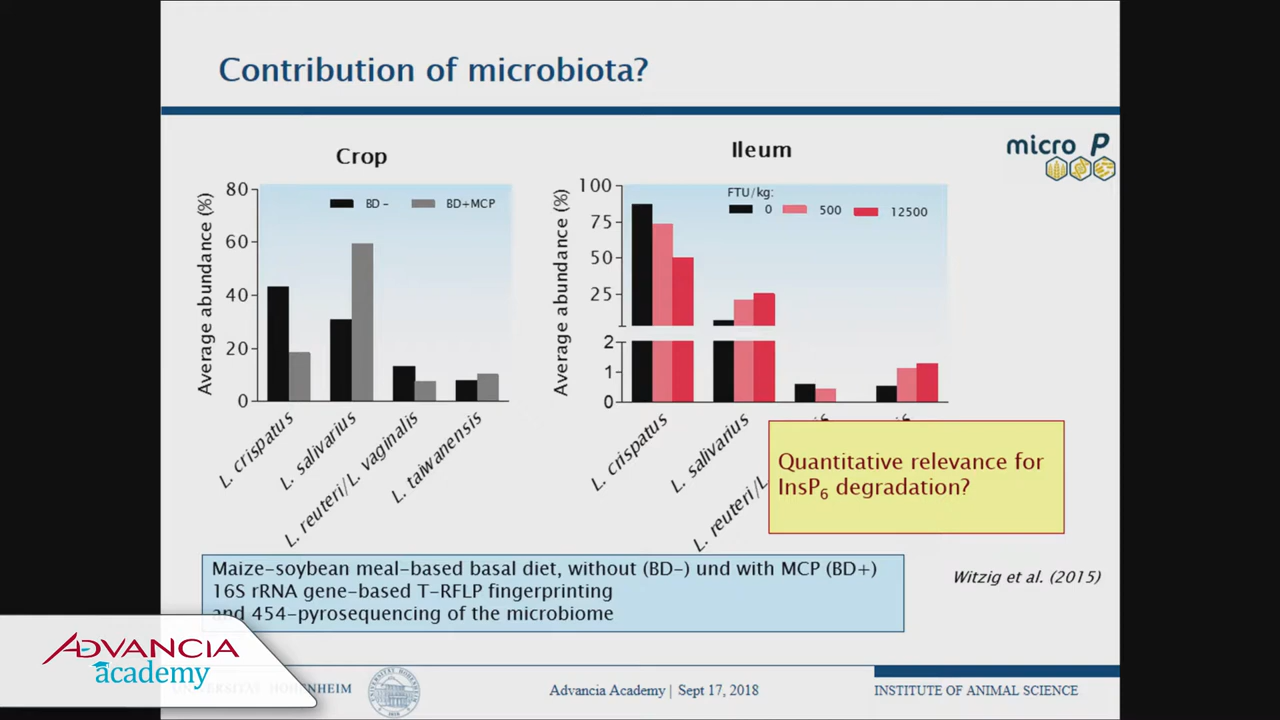 Contribution of microbiota?
micro P
Crop
Average abundance (%)
80
60
40
20
0
BD -
BD+MCP
L. crispatus
L. salivarius
L. reuteri/L. vaginalis
L. taiwanensis
Ileum
Average abundance (%)
100
75
50
25
2
1
0
FTU/kg:
0
500
12500
L. crispatus
L. salivarius
L. reuteri/L.
Quantitative relevance for
InsP6 degradation?
Maize-soybean meal-based basal diet, without (BD-) und with MCP (BD+)
16S rRNA gene-based T-RFLP fingerprinting
and 454-pyrosequencing of the microbiome
Witzig et al. (2015)
ADVANCIA
academy
UNIVERSITÄT HOHENHEIM
Advancia Academy | Sept 17, 2018
INSTITUTE OF ANIMAL SCIENCE